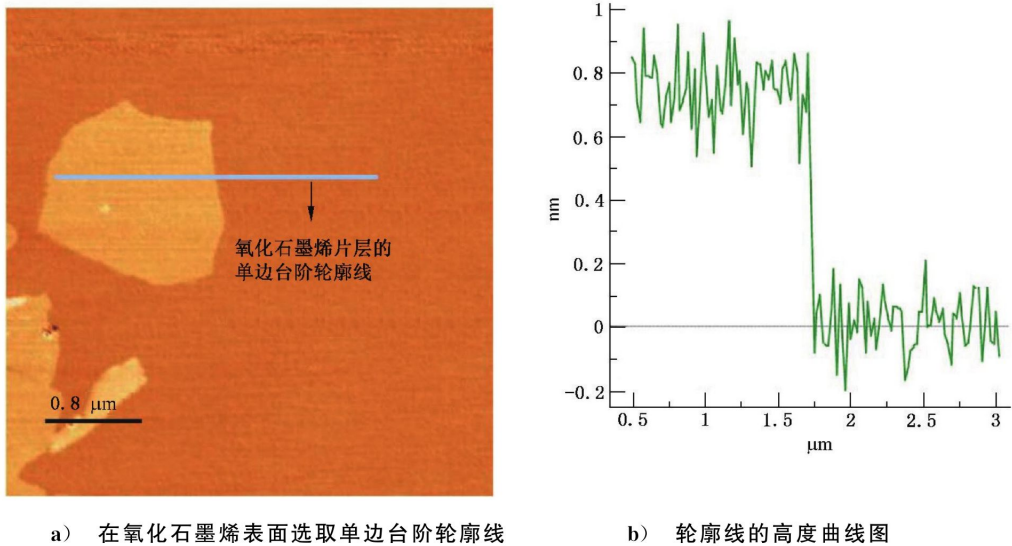 氧化石墨烯片层的
单边台阶轮廓线
0.8 μm
1
0.8
0.6
0.4
0.2
0
-0.2
nm
0.5 1 1.5 2 2.5 3
μm
a） 在氧化石墨烯表面选取单边台阶轮廓线
b） 轮廓线的高度曲线图